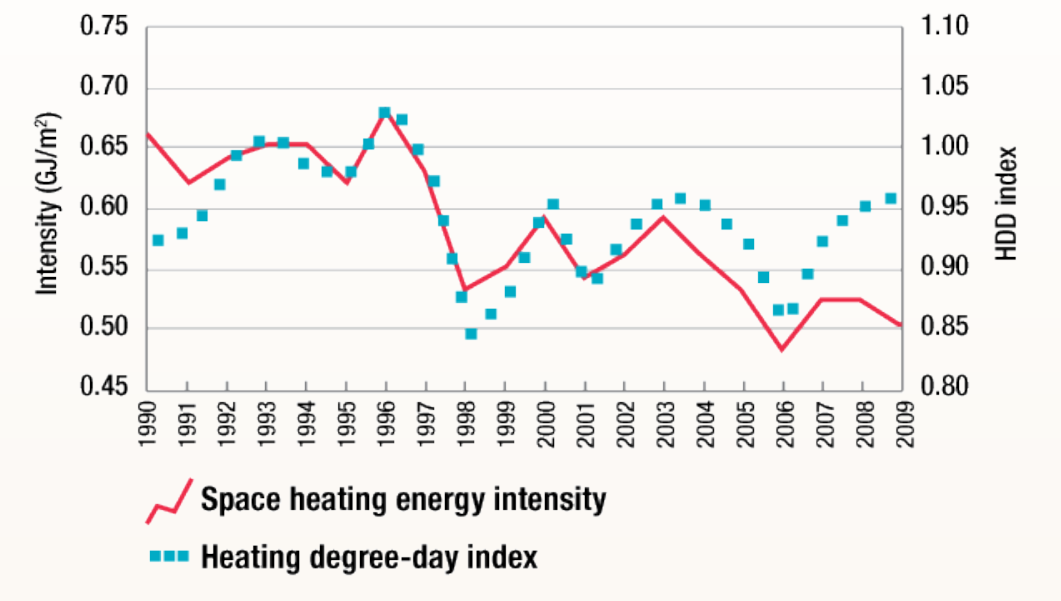 0.75
0.70
0.65
0.60
0.55
0.50
0.45
Intensity (GJ/m²)
1.10
1.05
1.00
0.95
0.90
0.85
0.80
HDD index
1990 1991 1992 1993 1994 1995 1996 1997 1998 1999 2000 2001 2002 2003 2004 2005 2006 2007 2008 2009
Space heating energy intensity
Heating degree-day index